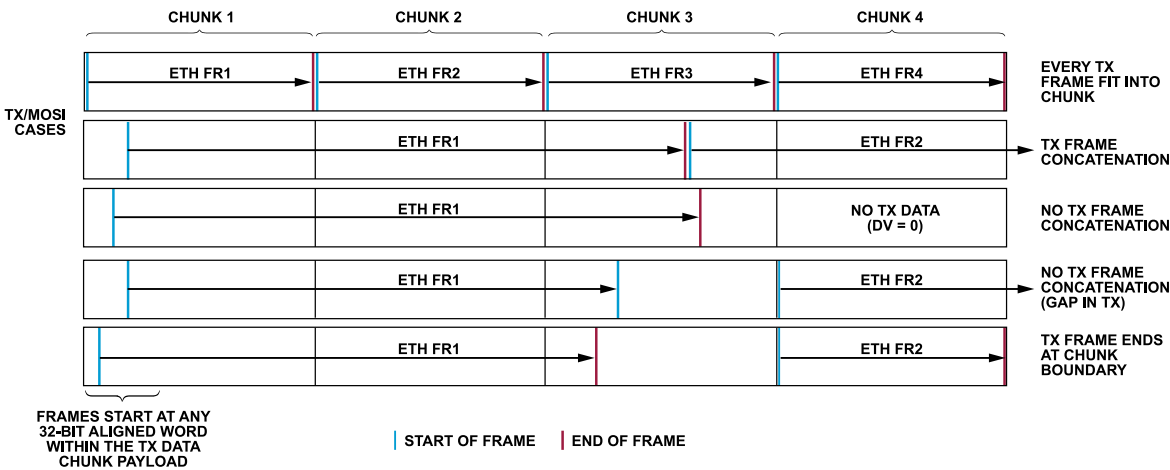 CHUNK 1
CHUNK 2
CHUNK 3
CHUNK 4
TX/MOSI
CASES
ETH FR1
ETH FR2
ETH FR3
ETH FR4
EVERY TX
FRAME FIT INTO
CHUNK
ETH FR1
ETH FR2
TX FRAME
CONCATENATION
ETH FR1
NO TX DATA
(DV = 0)
NO TX FRAME
CONCATENATION
ETH FR1
ETH FR2
NO TX FRAME
CONCATENATION
(GAP IN TX)
ETH FR1
ETH FR2
TX FRAME ENDS
AT CHUNK
BOUNDARY
FRAMES START AT ANY
32-BIT ALIGNED WORD
WITHIN THE TX DATA
CHUNK PAYLOAD
START OF FRAME
END OF FRAME